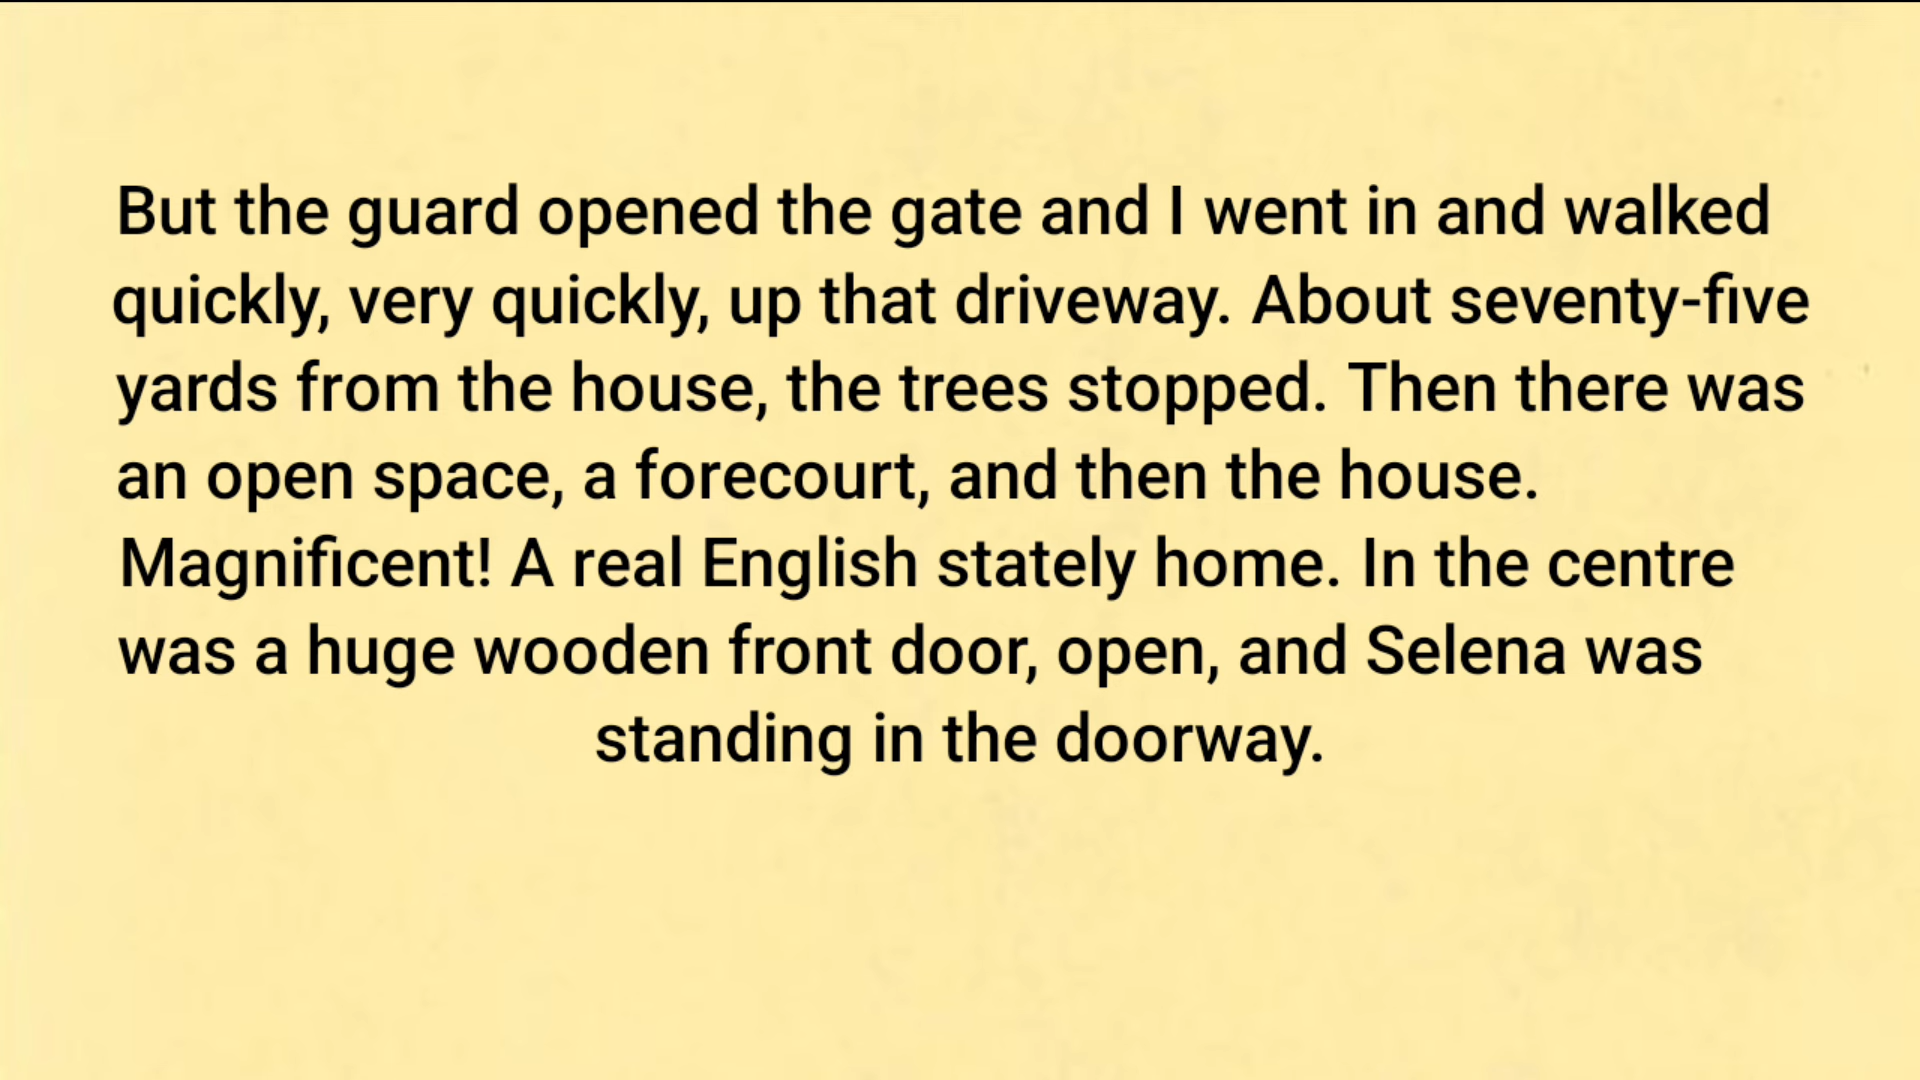 But the guard opened the gate and I went in and walked
quickly, very quickly, up that driveway. About seventy-five
yards from the house, the trees stopped. Then there was
an open space, a forecourt, and then the house.
Magnificent! A real English stately home. In the centre
was a huge wooden front door, open, and Selena was
standing in the doorway.